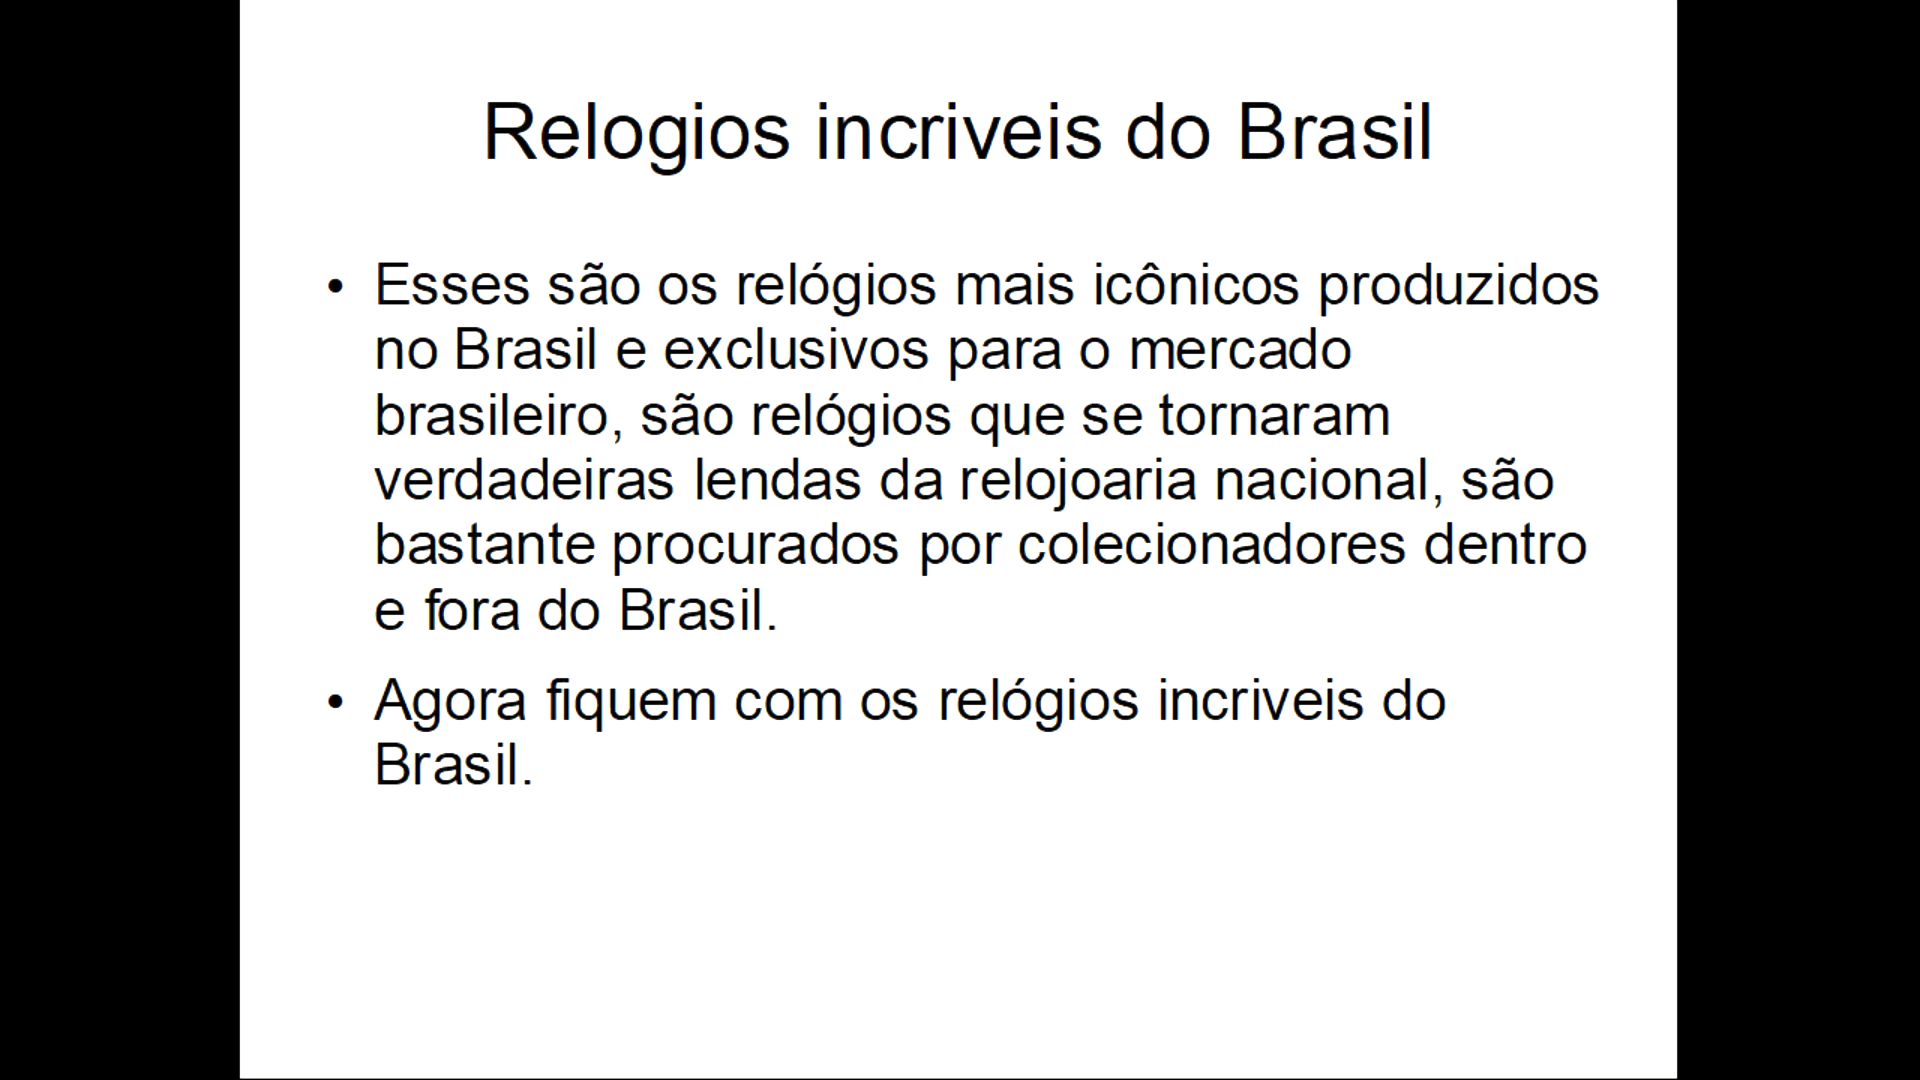 Relogios incriveis do Brasil
• Esses são os relógios mais icônicos produzidos
no Brasil e exclusivos para o mercado
brasileiro, são relógios que se tornaram
verdadeiras lendas da relojoaria nacional, são
bastante procurados por colecionadores dentro
e fora do Brasil.
• Agora fiquem com os relógios incriveis do
Brasil.